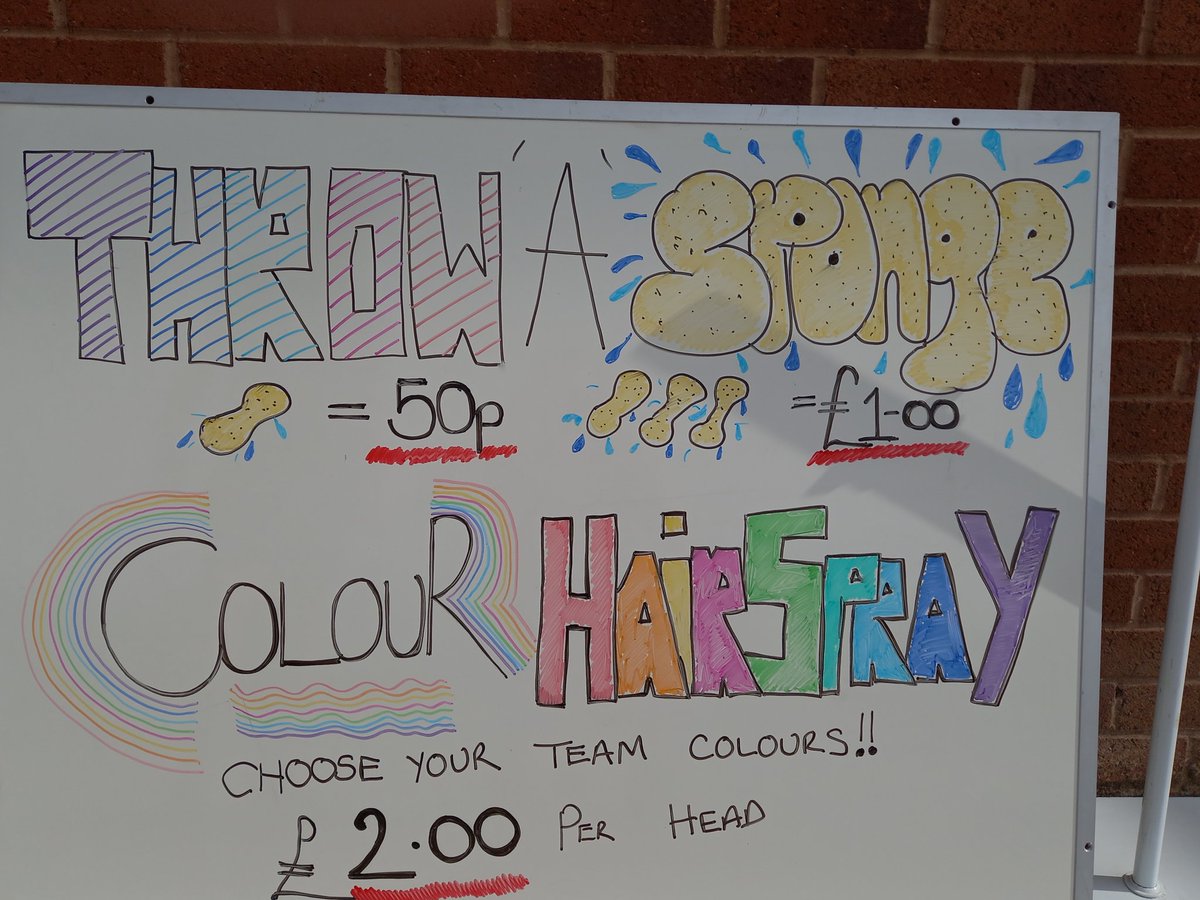 THROW 'A' SPONGE
= 50p = £1-00
COLOUR HAIRSPRAY
CHOOSE YOUR TEAM COLOURS!!
£2.00 PER HEAD